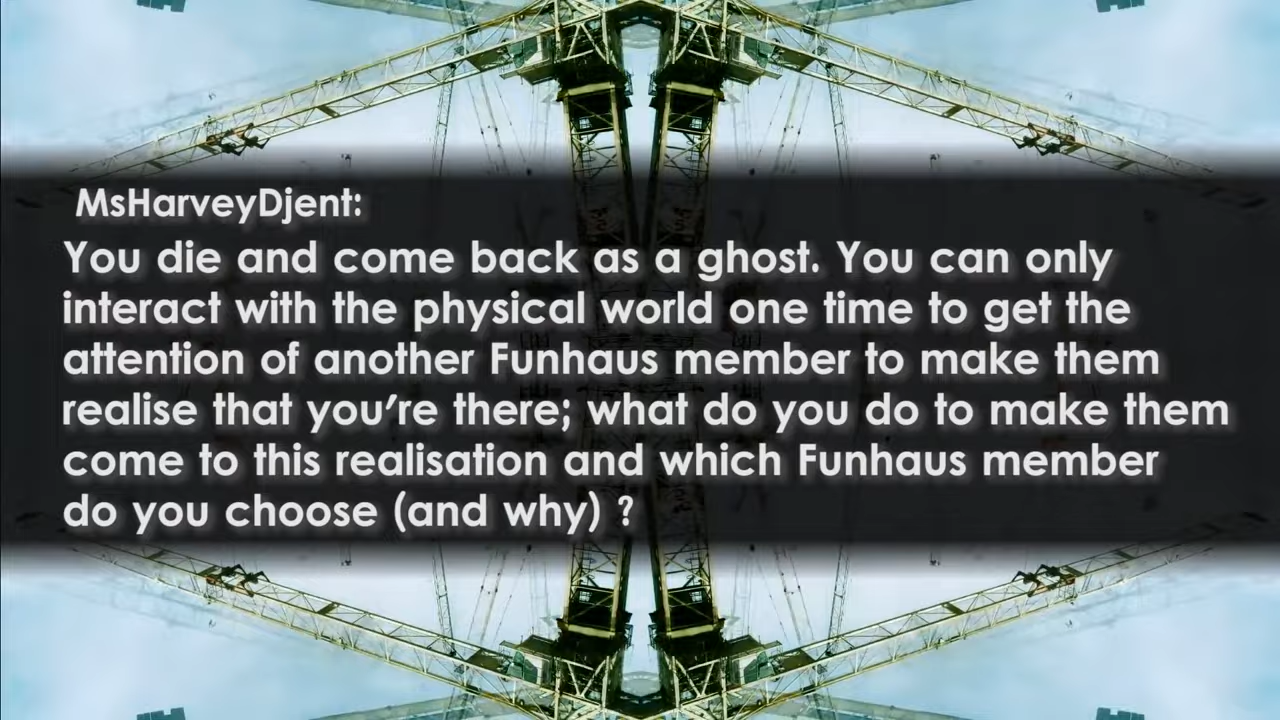 MsHarveyDjent:
You die and come back as a ghost. You can only
interact with the physical world one time to get the
attention of another Funhaus member to make them
realise that you're there; what do you do to make them
come to this realisation and which Funhaus member
do you choose (and why) ?